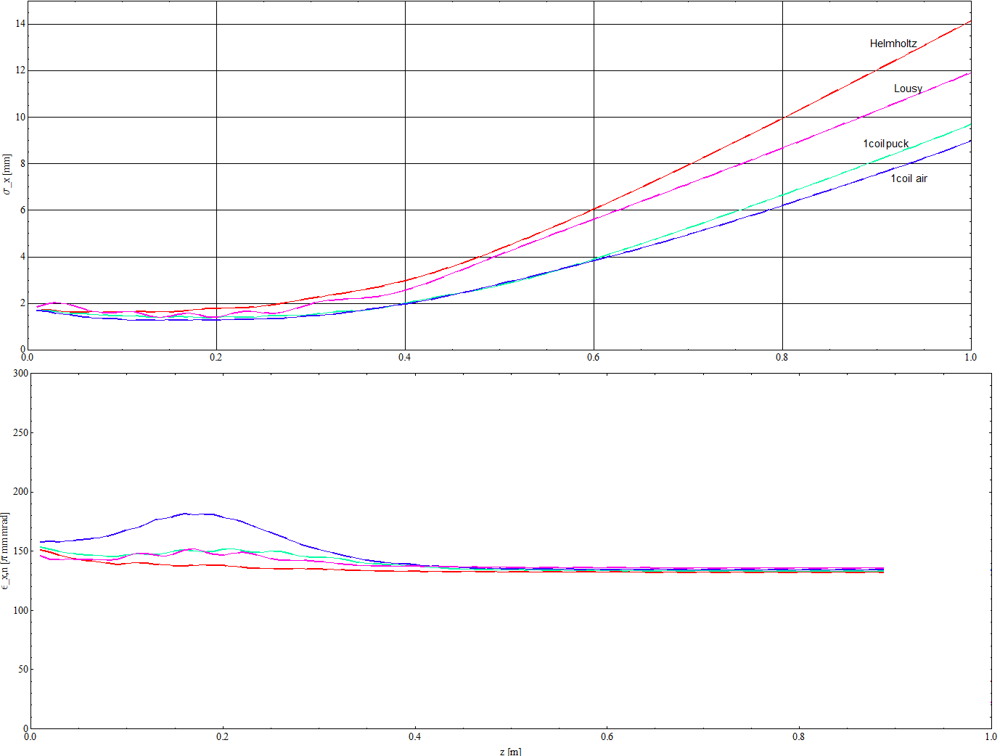 14
Helmholtz
12
Lousy
10
1coil puck
8
1coil air
σ_x [mm]
6
4
2
0
0.0 0.2 0.4 0.6 0.8 1.0
300
250
200
150
ϵ_x,n [π mm mrad]
100
50
0
0.0 0.2 0.4 0.6 0.8 1.0
z [m]